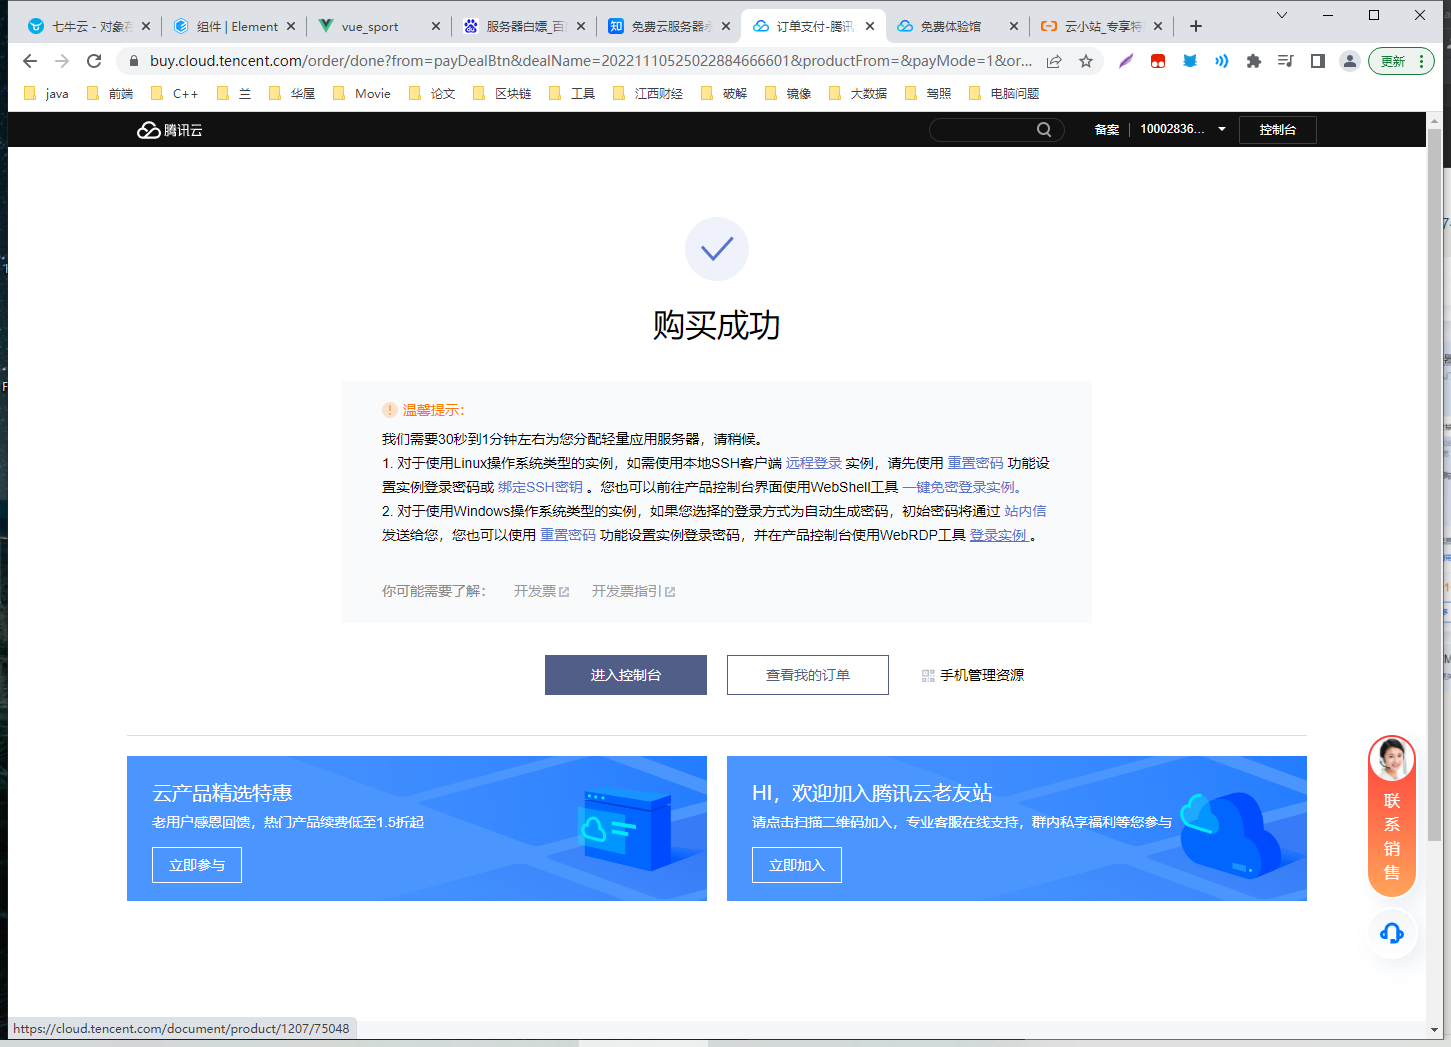 七牛云 - 对象存
组件 | Element
vue_sport
服务器白嫖_百度
免费云服务器永
订单支付-腾讯
免费体验馆
云小站_专享特
buy.cloud.tencent.com/order/done?from=payDealBtn&dealName=20221110525022884666601&productFrom=&payMode=1&or...
更新
java
前端
C++
兰
华屋
Movie
论文
区块链
工具
江西财经
破解
镜像
大数据
驾照
电脑问题
腾讯云
备案
10002836...
控制台
购买成功
温馨提示：
我们需要30秒到1分钟左右为您分配轻量应用服务器，请稍候。
1. 对于使用Linux操作系统类型的实例，如需使用本地SSH客户端 远程登录 实例，请先使用 重置密码 功能设
置实例登录密码或 绑定SSH密钥 。您也可以前往产品控制台界面使用WebShell工具 一键免密登录实例。
2. 对于使用Windows操作系统类型的实例，如果您选择的登录方式为自动生成密码，初始密码将通过 站内信
发送给您，您也可以使用 重置密码 功能设置实例登录密码，并在产品控制台使用WebRDP工具 登录实例 。
你可能需要了解：
开发票
开发票指引
进入控制台
查看我的订单
手机管理资源
云产品精选特惠
老用户感恩回馈，热门产品续费低至1.5折起
立即参与
HI，欢迎加入腾讯云老友站
请点击扫描二维码加入，专业客服在线支持，群内私享福利等您参与
立即加入
联
系
销
售
https://cloud.tencent.com/document/product/1207/75048